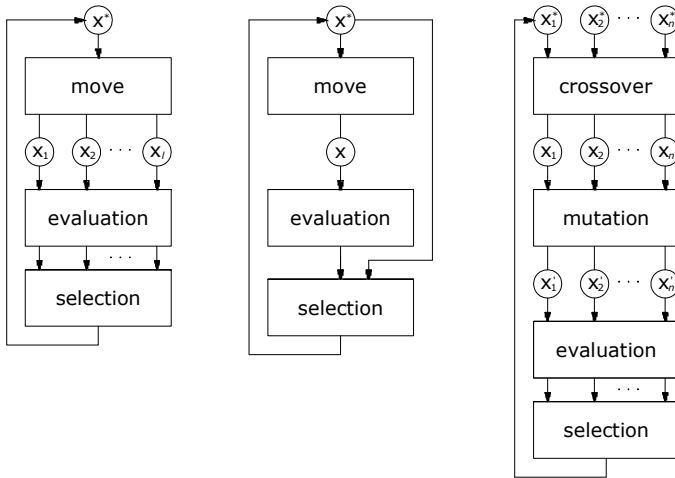 x*
move
x₁ x₂ · · · xₗ
evaluation
· · ·
selection
x*
move
x
evaluation
selection
x₁* x₂* · · · xₙ*
crossover
x₁ x₂ · · · xₙ
mutation
x₁' x₂' · · · xₙ'
evaluation
· · ·
selection